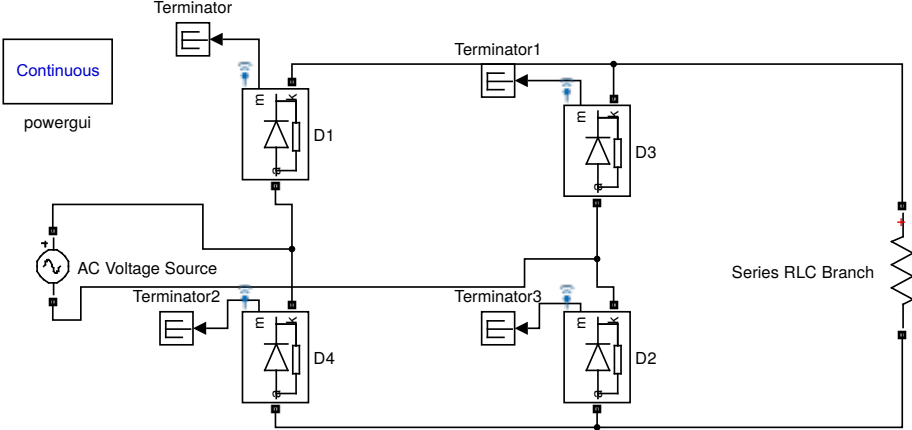 Terminator
Continuous
powergui
m
k
a
D1
Terminator1
m
k
a
D3
+
AC Voltage Source
Terminator2
m
k
a
D4
Terminator3
m
k
a
D2
+
Series RLC Branch